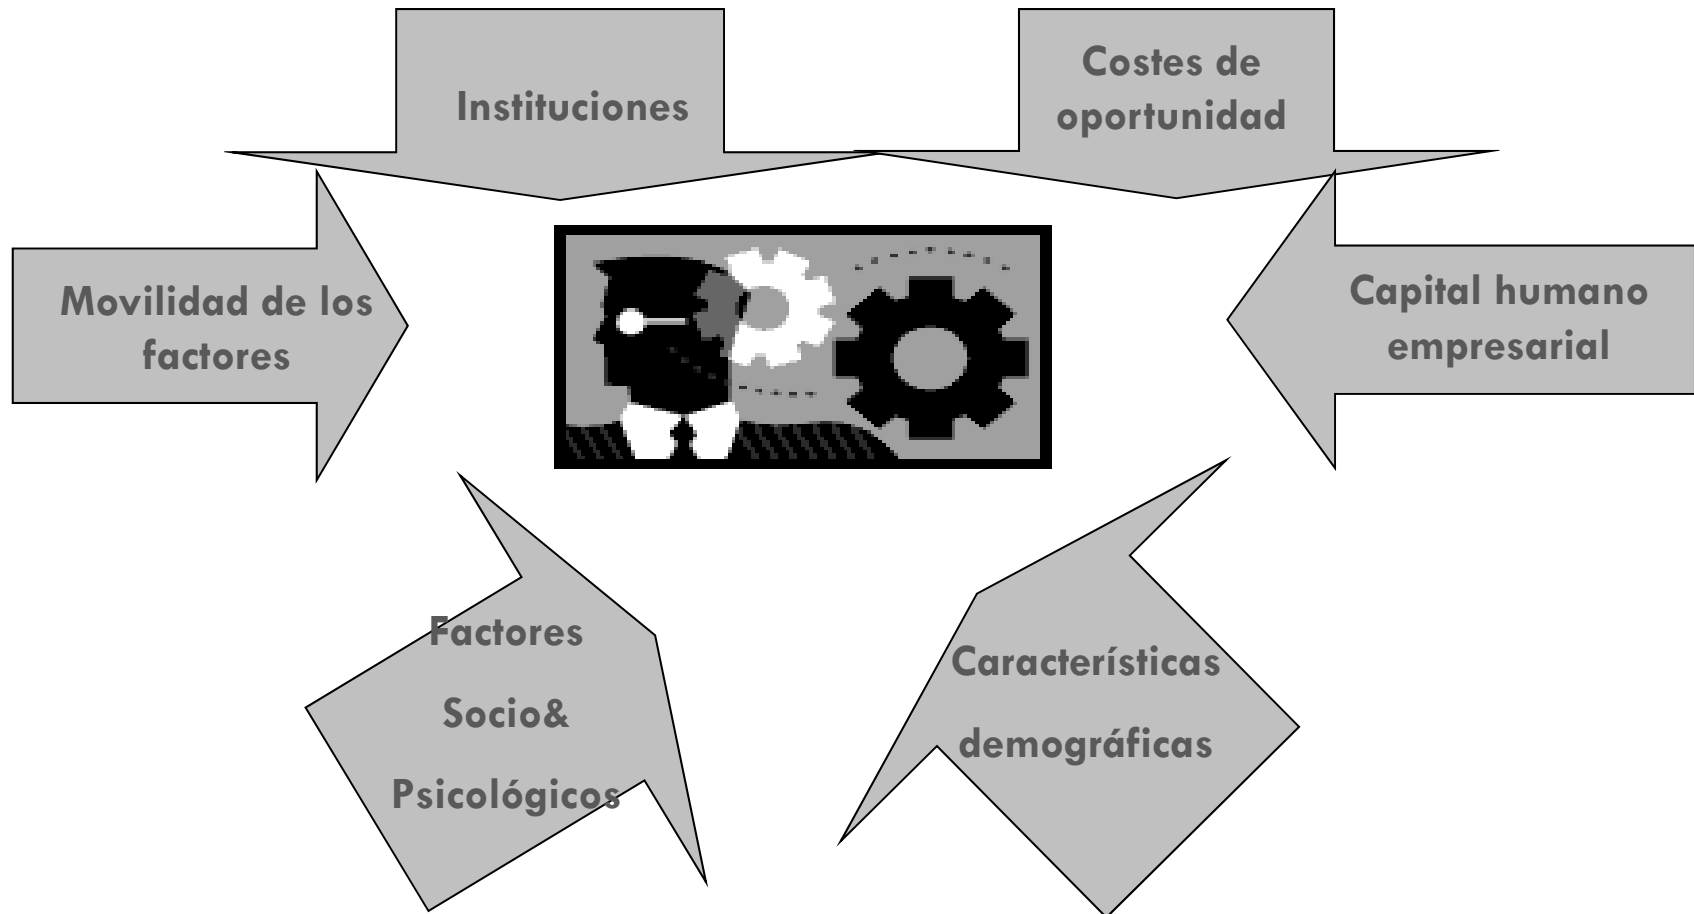 Instituciones
Costes de
oportunidad
Movilidad de los
factores
Capital humano
empresarial
Factores
Socio&
Psicológicos
Características
demográficas